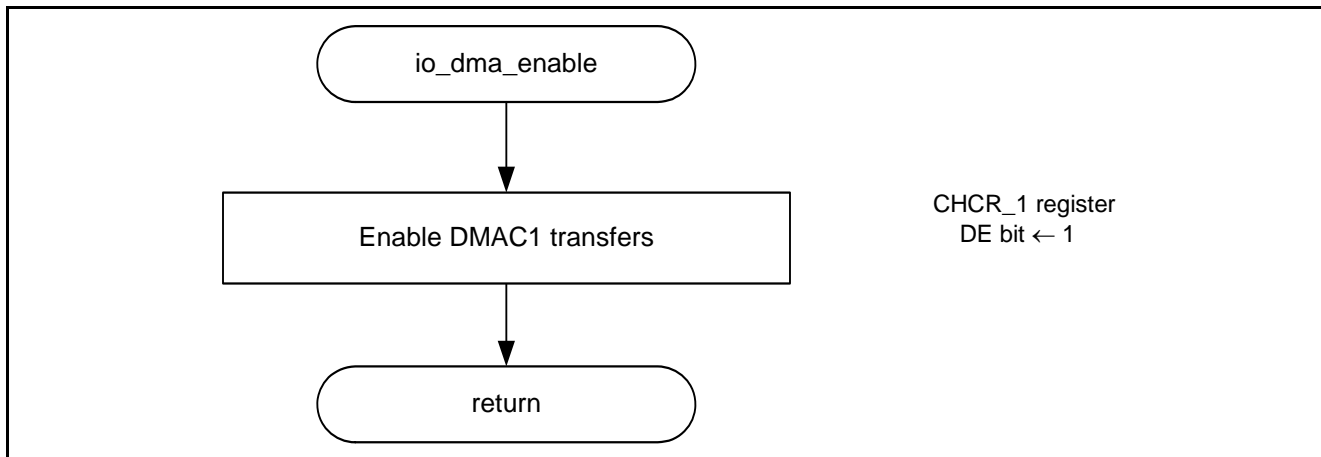 io_dma_enable
Enable DMAC1 transfers
CHCR_1 register
DE bit ← 1
return